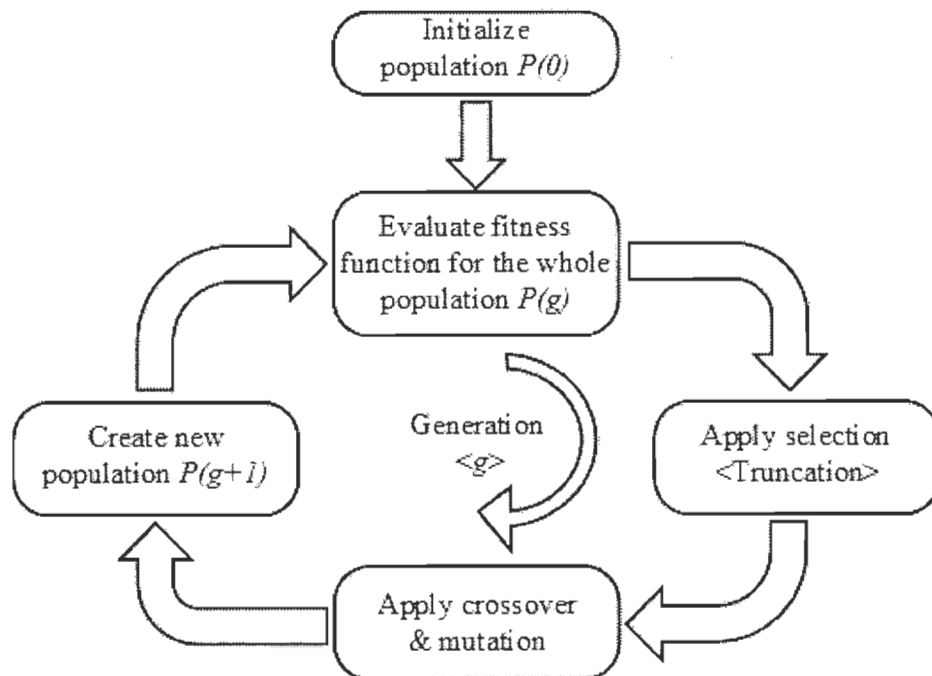 Initialize
population P(0)
Evaluate fitness
function for the whole
population P(g)
Generation
<g>
Apply selection
<Truncation>
Apply crossover
& mutation
Create new
population P(g+1)